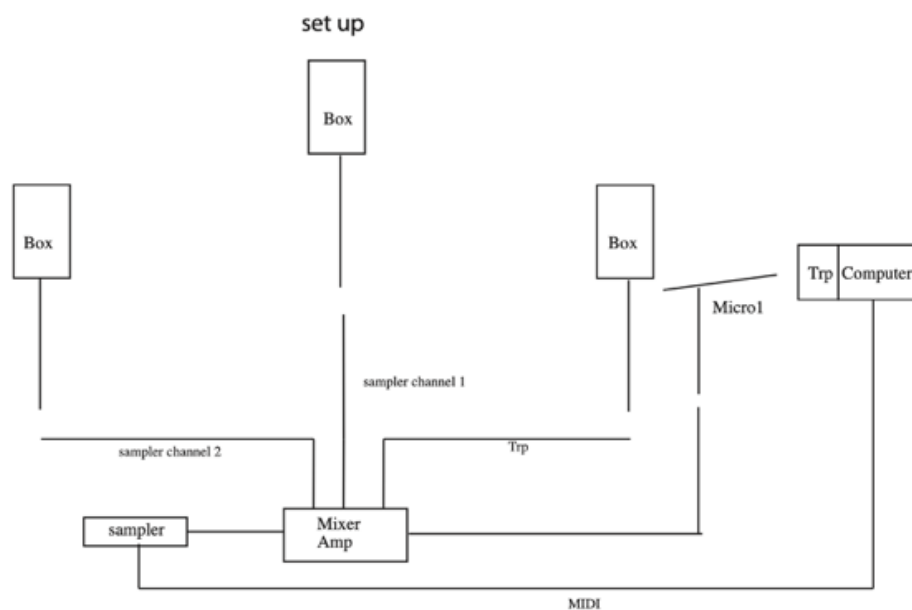 set up
Box
Box
Box
Trp
Computer
Micro1
sampler channel 1
sampler channel 2
Trp
sampler
Mixer
Amp
MIDI